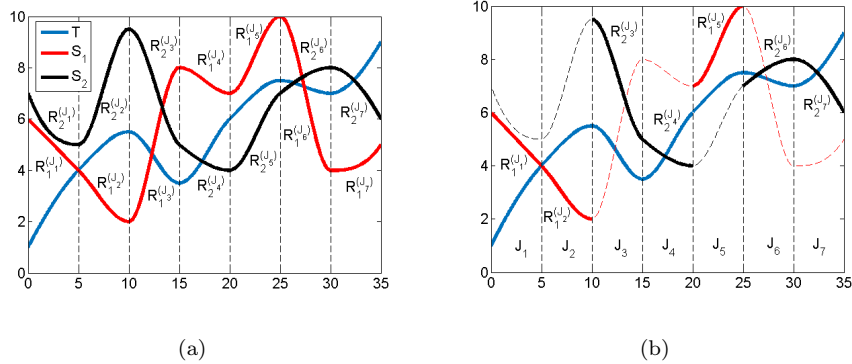 10
8
6
4
2
0
T
S₁
S₂
R₂^(J₁)
R₂^(J₂)
R₂^(J₃)
R₁^(J₄)
R₁^(J₅)
R₂^(J₆)
R₁^(J₁)
R₁^(J₂)
R₁^(J₃)
R₂^(J₄)
R₂^(J₅)
R₁^(J₆)
R₂^(J₇)
R₁^(J₇)
0 5 10 15 20 25 30 35
(a)
10
8
6
4
2
0
R₁^(J₁)
R₁^(J₂)
R₂^(J₃)
R₂^(J₄)
R₁^(J₅)
R₂^(J₆)
R₂^(J₇)
J₁ J₂ J₃ J₄ J₅ J₆ J₇
0 5 10 15 20 25 30 35
(b)